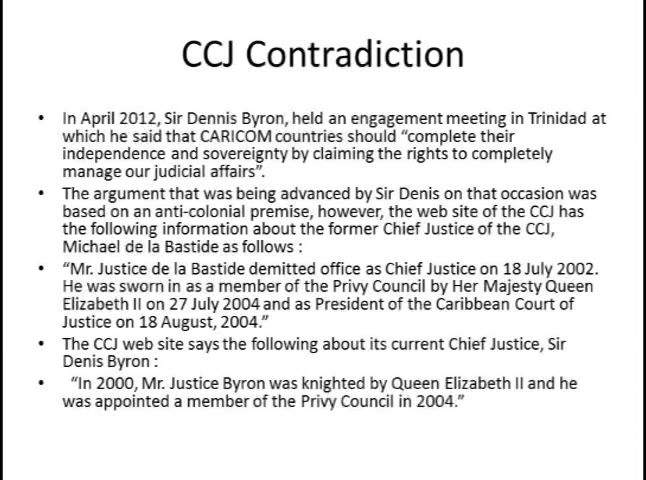 CCJ Contradiction
• In April 2012, Sir Dennis Byron, held an engagement meeting in Trinidad at
which he said that CARICOM countries should “complete their
independence and sovereignty by claiming the rights to completely
manage our judicial affairs”.
• The argument that was being advanced by Sir Denis on that occasion was
based on an anti-colonial premise, however, the web site of the CCJ has
the following information about the former Chief Justice of the CCJ,
Michael de la Bastide as follows :
• “Mr. Justice de la Bastide demitted office as Chief Justice on 18 July 2002.
He was sworn in as a member of the Privy Council by Her Majesty Queen
Elizabeth II on 27 July 2004 and as President of the Caribbean Court of
Justice on 18 August, 2004.”
• The CCJ web site says the following about its current Chief Justice, Sir
Denis Byron :
• “In 2000, Mr. Justice Byron was knighted by Queen Elizabeth II and he
was appointed a member of the Privy Council in 2004.”